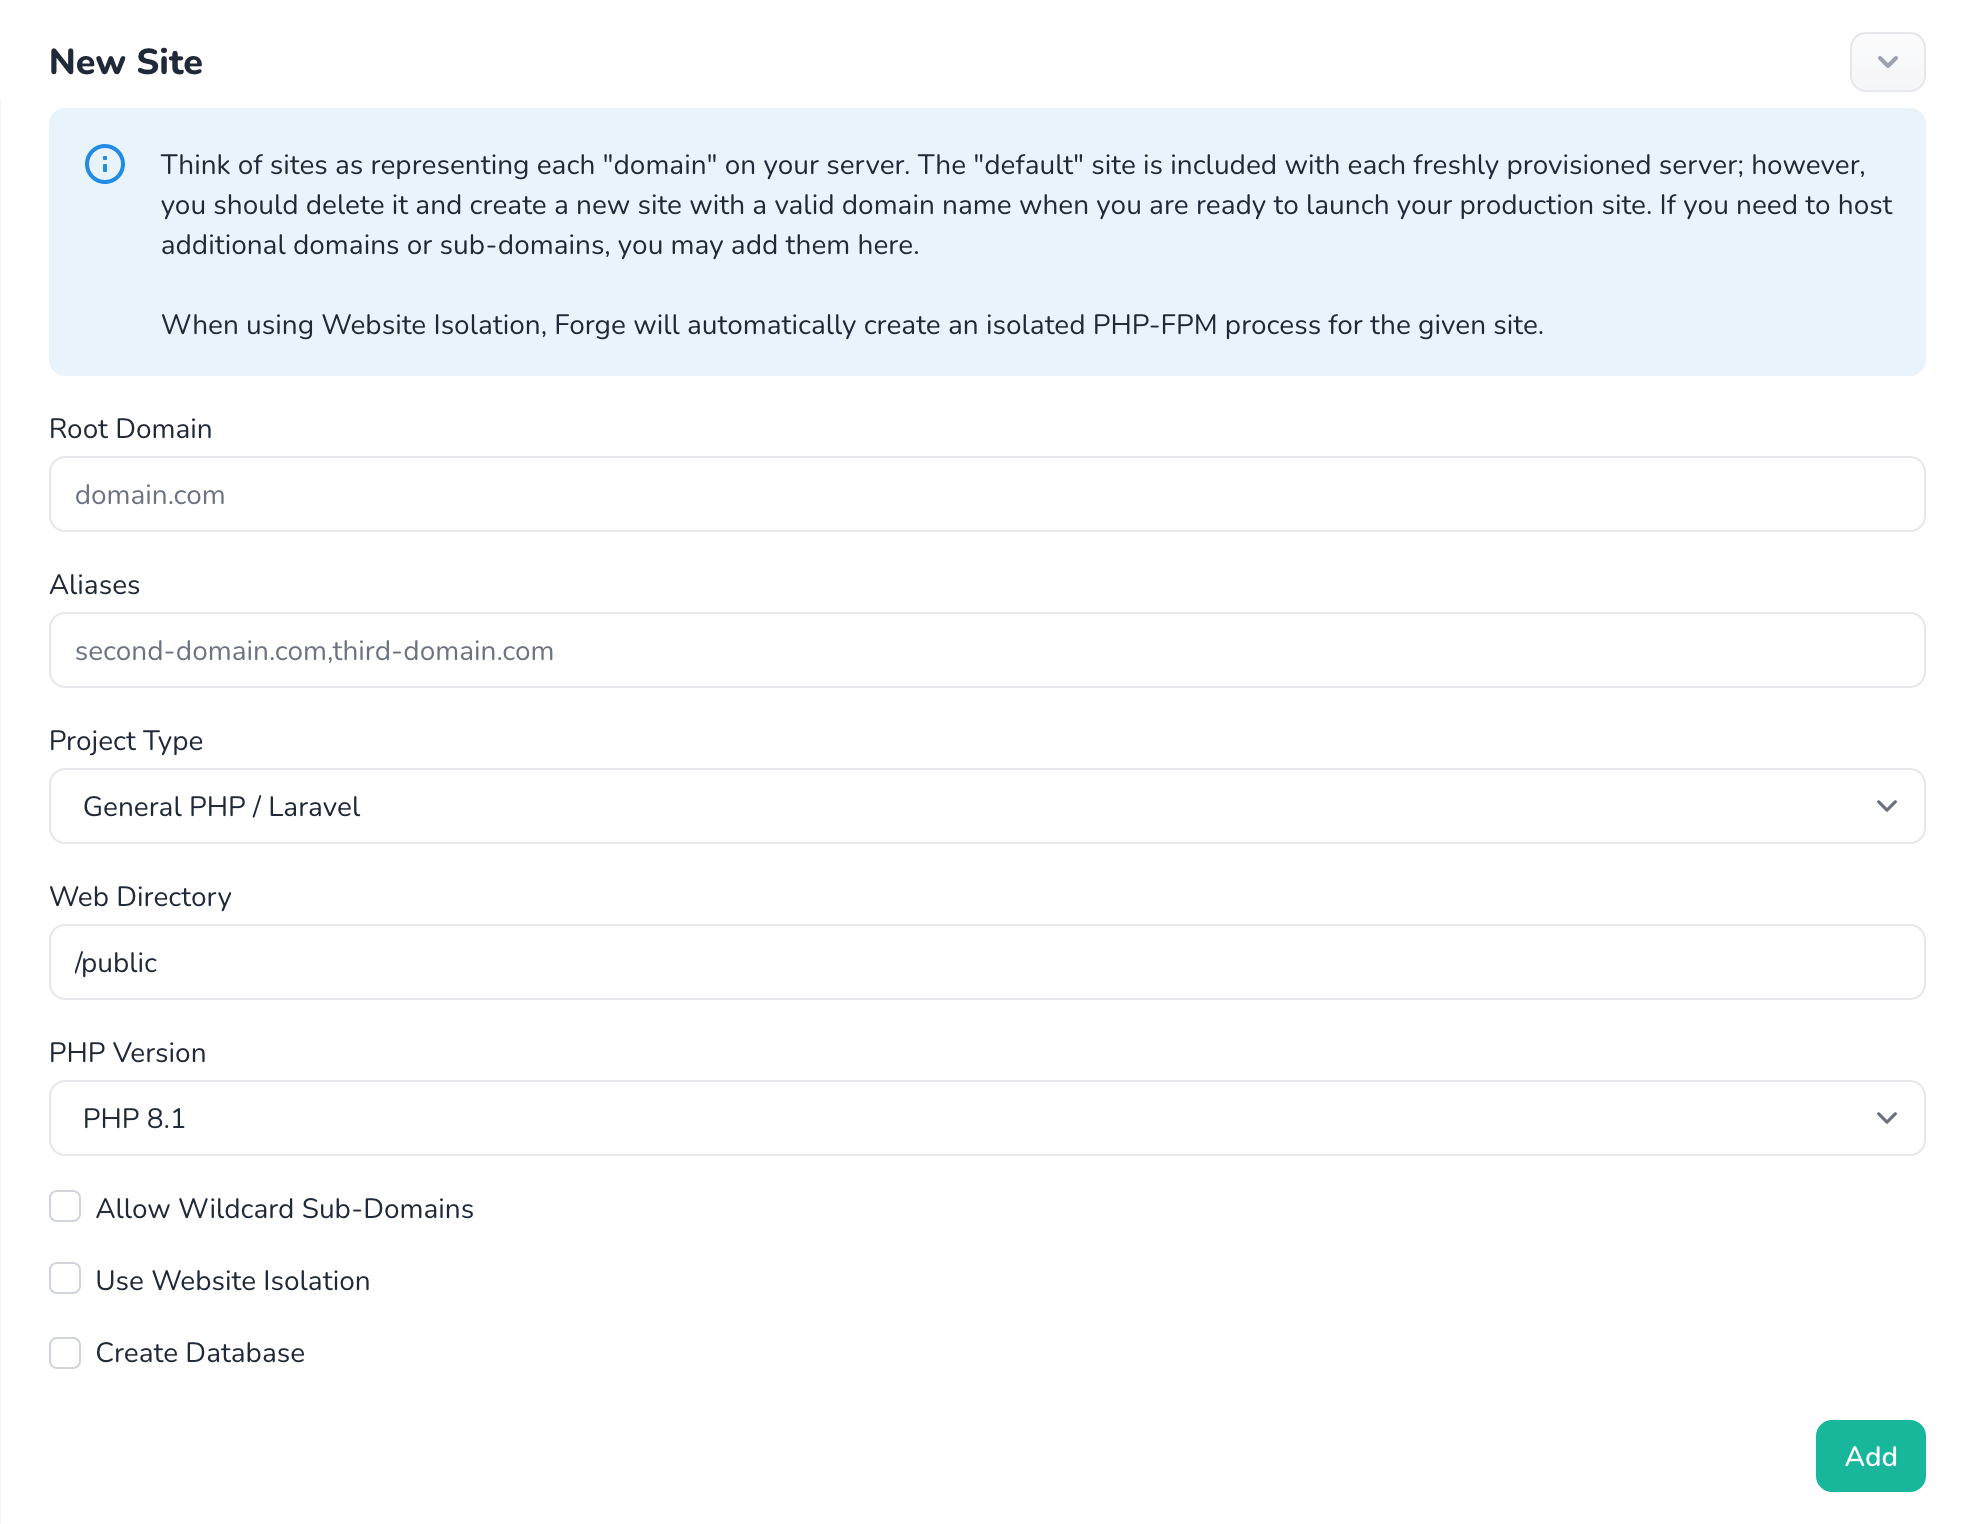 New Site
Think of sites as representing each "domain" on your server. The "default" site is included with each freshly provisioned server; however,
you should delete it and create a new site with a valid domain name when you are ready to launch your production site. If you need to host
additional domains or sub-domains, you may add them here.
When using Website Isolation, Forge will automatically create an isolated PHP-FPM process for the given site.
Root Domain
domain.com
Aliases
second-domain.com,third-domain.com
Project Type
General PHP / Laravel
Web Directory
/public
PHP Version
PHP 8.1
Allow Wildcard Sub-Domains
Use Website Isolation
Create Database
Add